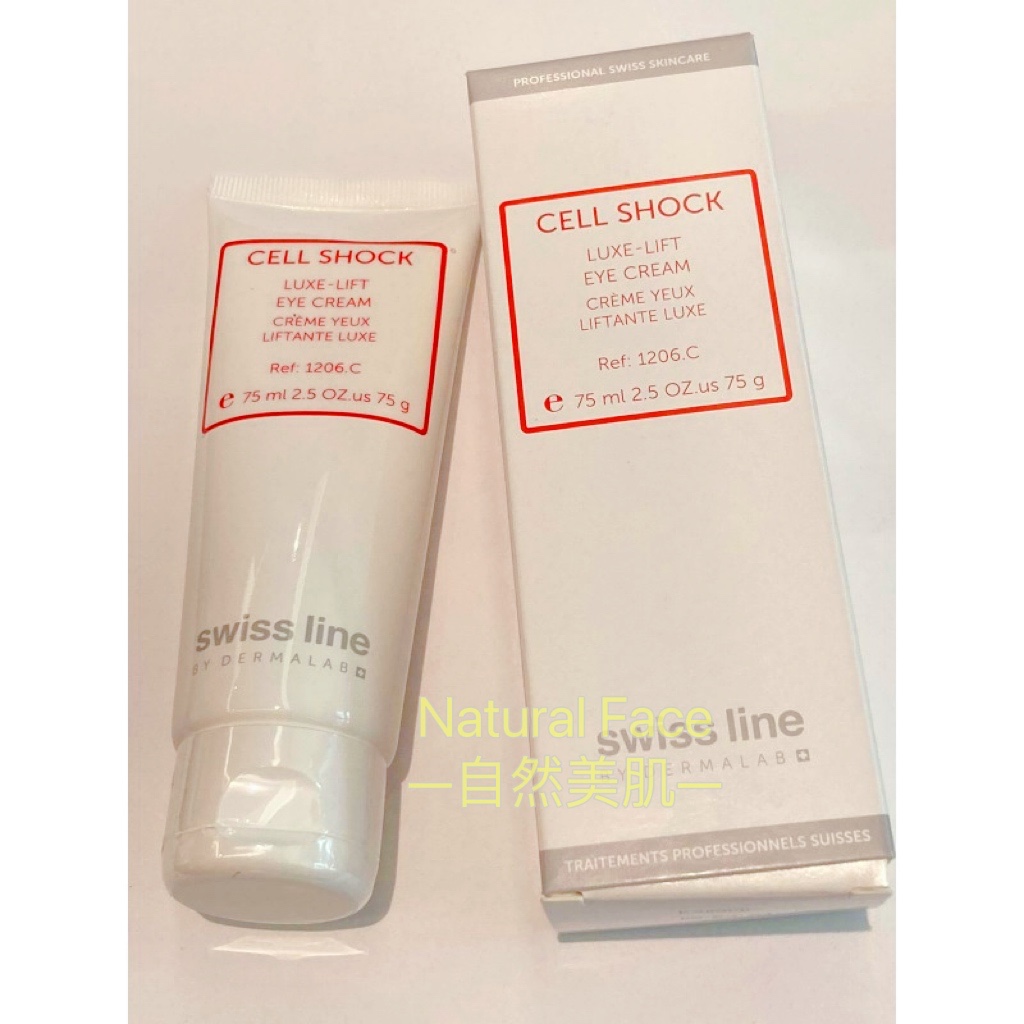 CELL SHOCK
LUXE-LIFT
EYE CREAM
CRÈME YEUX
LIFTANTE LUXE
Ref: 1206.C
e 75 ml 2.5 OZ.us 75 g
swiss line
BY DERMALAB
PROFESSIONAL SWISS SKINCARE
CELL SHOCK
LUXE-LIFT
EYE CREAM
CRÈME YEUX
LIFTANTE LUXE
Ref: 1206.C
e 75 ml 2.5 OZ.us 75 g
swiss line
BY DERMALAB
TRAITEMENTS PROFESSIONNELS SUISSES
Natural Face
—自然美肌—